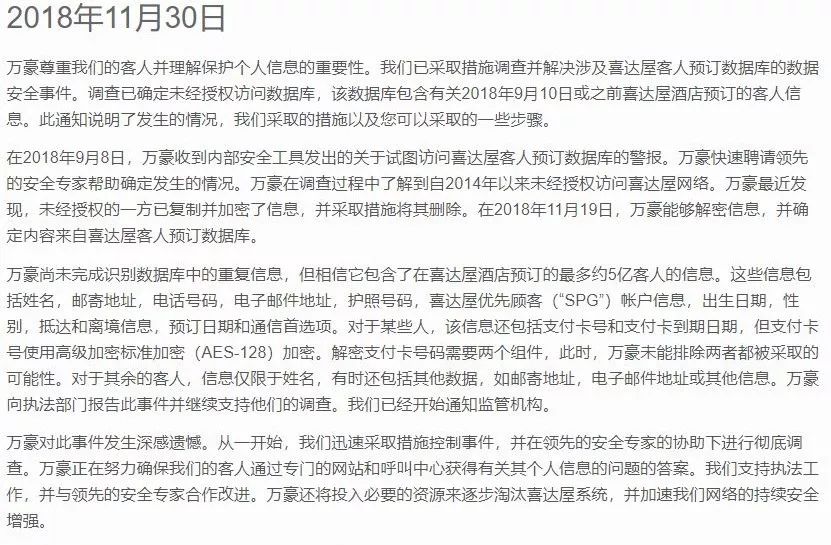 2018年11月30日
万豪尊重我们的客人并理解保护个人信息的重要性。我们已采取措施调查并解决涉及喜达屋客人预订数据库的数据
安全事件。调查已确定未经授权访问数据库，该数据库包含有关2018年9月10日或之前喜达屋酒店预订的客人信
息。此通知说明了发生的情况，我们采取的措施以及您可以采取的一些步骤。
在2018年9月8日，万豪收到内部安全工具发出的关于试图访问喜达屋客人预订数据库的警报。万豪快速聘请领先
的安全专家帮助确定发生的情况。万豪在调查过程中了解到自2014年以来未经授权访问喜达屋网络。万豪最近发
现，未经授权的一方已复制并加密了信息，并采取措施将其删除。在2018年11月19日，万豪能够解密信息，并确
定内容来自喜达屋客人预订数据库。
万豪尚未完成识别数据库中的重复信息，但相信它包含了在喜达屋酒店预订的最多约5亿客人的信息。这些信息包
括姓名，邮寄地址，电话号码，电子邮件地址，护照号码，喜达屋优先顾客（“SPG”）帐户信息，出生日期，性
别，抵达和离境信息，预订日期和通信首选项。对于某些人，该信息还包括支付卡号和支付卡到期日期，但支付卡
号使用高级加密标准加密（AES-128）加密。解密支付卡号码需要两个组件，此时，万豪未能排除两者都被采取的
可能性。对于其余的客人，信息仅限于姓名，有时还包括其他数据，如邮寄地址，电子邮件地址或其他信息。万豪
向执法部门报告此事件并继续支持他们的调查。我们已经开始通知监管机构。
万豪对此事件发生深感遗憾。从一开始，我们迅速采取措施控制事件，并在领先的安全专家的协助下进行彻底调
查。万豪正在努力确保我们的客人通过专门的网站和呼叫中心获得有关其个人信息的问题的答案。我们支持执法工
作，并与领先的安全专家合作改进。万豪还将投入必要的资源来逐步淘汰喜达屋系统，并加速我们网络的持续安全
增强。